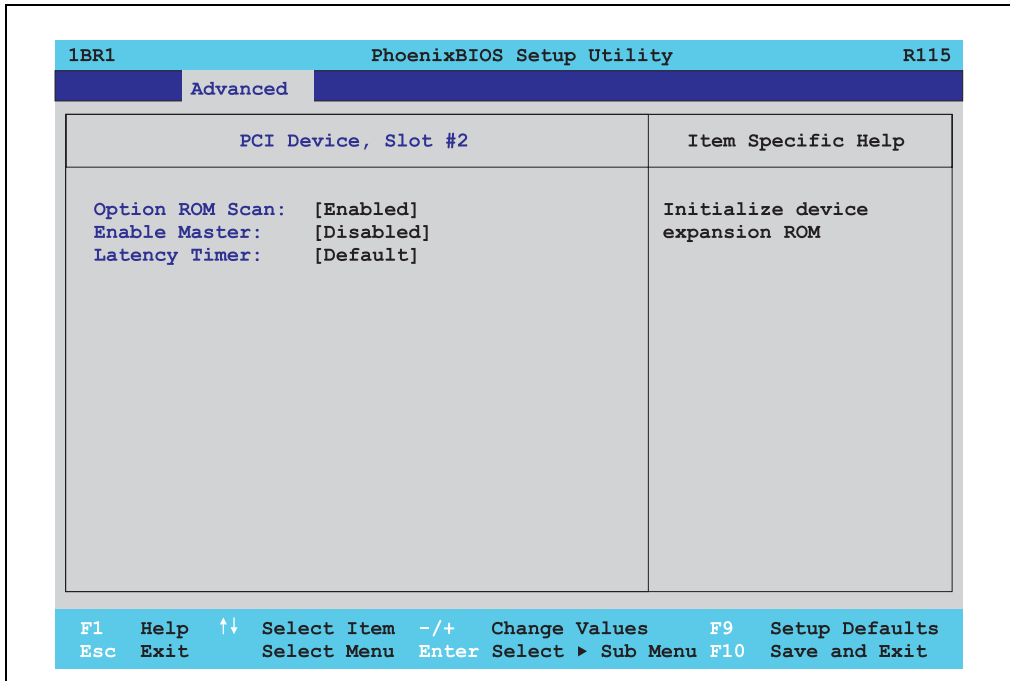 1BR1 PhoenixBIOS Setup Utility R115
Advanced
PCI Device, Slot #2 Item Specific Help
Option ROM Scan: [Enabled] Initialize device
Enable Master: [Disabled] expansion ROM
Latency Timer: [Default]
F1 Help ↑↓ Select Item -/+ Change Values F9 Setup Defaults
Esc Exit Select Menu Enter Select ▶ Sub Menu F10 Save and Exit